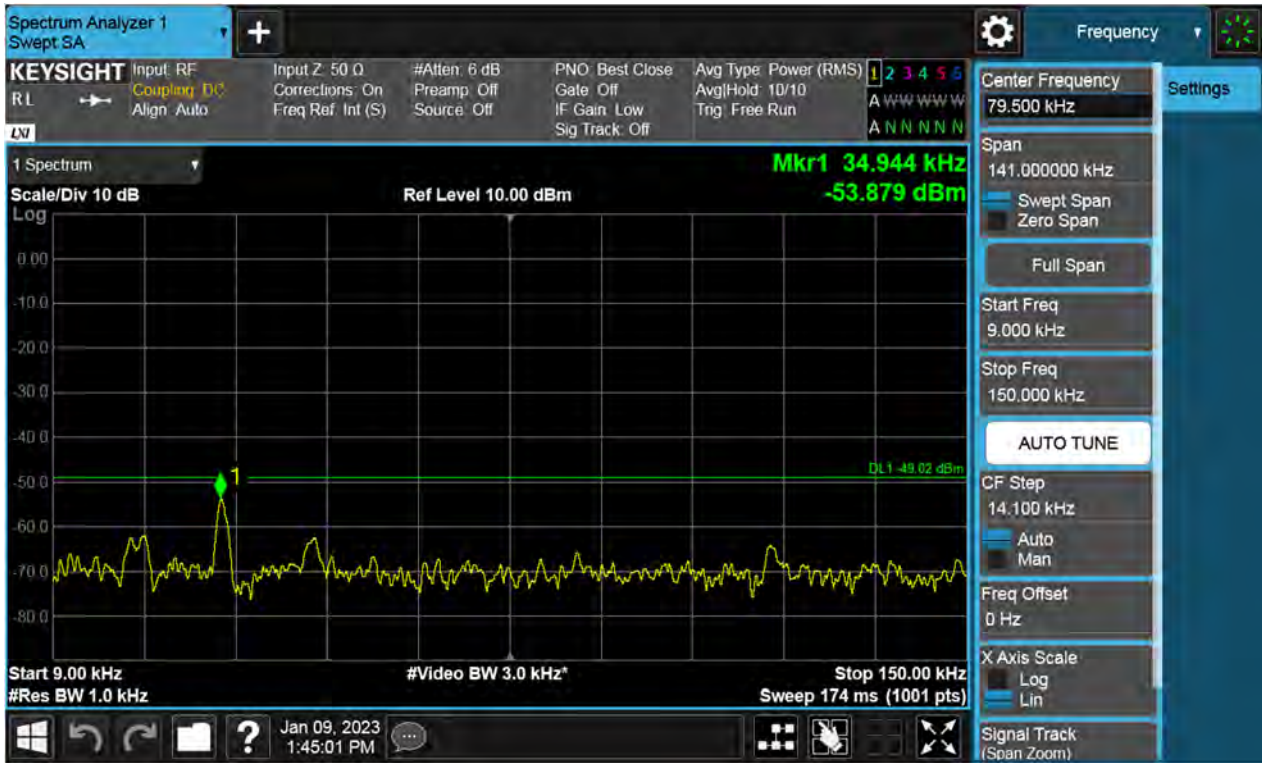 Spectrum Analyzer 1
Swept SA
+
Frequency
KEYSIGHT
R L
LXI
Input: RF
Coupling: DC
Align: Auto
Input Z: 50 Ω
Corrections: On
Freq Ref: Int (S)
#Atten: 6 dB
Preamp: Off
Source: Off
PNO: Best Close
Gate: Off
IF Gain: Low
Sig Track: Off
Avg Type: Power (RMS)
Avg|Hold: 10/10
Trig: Free Run
1 2 3 4 5 6
A W W W W W
A N N N N N
1 Spectrum
Scale/Div 10 dB
Log
Ref Level 10.00 dBm
Mkr1 34.944 kHz
-53.879 dBm
0.00
-10.0
-20.0
-30.0
-40.0
-50.0
-60.0
-70.0
-80.0
1
DL1 -49.02 dBm
Start 9.00 kHz
#Res BW 1.0 kHz
#Video BW 3.0 kHz*
Stop 150.00 kHz
Sweep 174 ms (1001 pts)
Center Frequency
79.500 kHz
Settings
Span
141.000000 kHz
Swept Span
Zero Span
Full Span
Start Freq
9.000 kHz
Stop Freq
150.000 kHz
AUTO TUNE
CF Step
14.100 kHz
Auto
Man
Freq Offset
0 Hz
X Axis Scale
Log
Lin
Signal Track
(Span Zoom)
?
Jan 09, 2023
1:45:01 PM